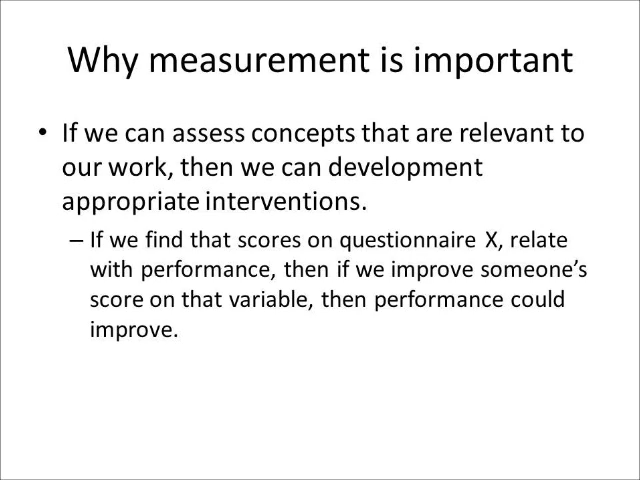 Why measurement is important
• If we can assess concepts that are relevant to
our work, then we can development
appropriate interventions.
– If we find that scores on questionnaire X, relate
with performance, then if we improve someone’s
score on that variable, then performance could
improve.